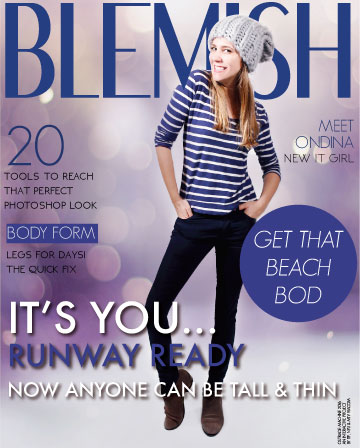 BLEMISH
20
TOOLS TO REACH
THAT PERFECT
PHOTOSHOP LOOK
MEET
ONDINA
NEW IT GIRL
BODY FORM
LEGS FOR DAYS!
THE QUICK FIX
GET THAT
BEACH
BOD
IT'S YOU...
RUNWAY READY
NOW ANYONE CAN BE TALL & THIN